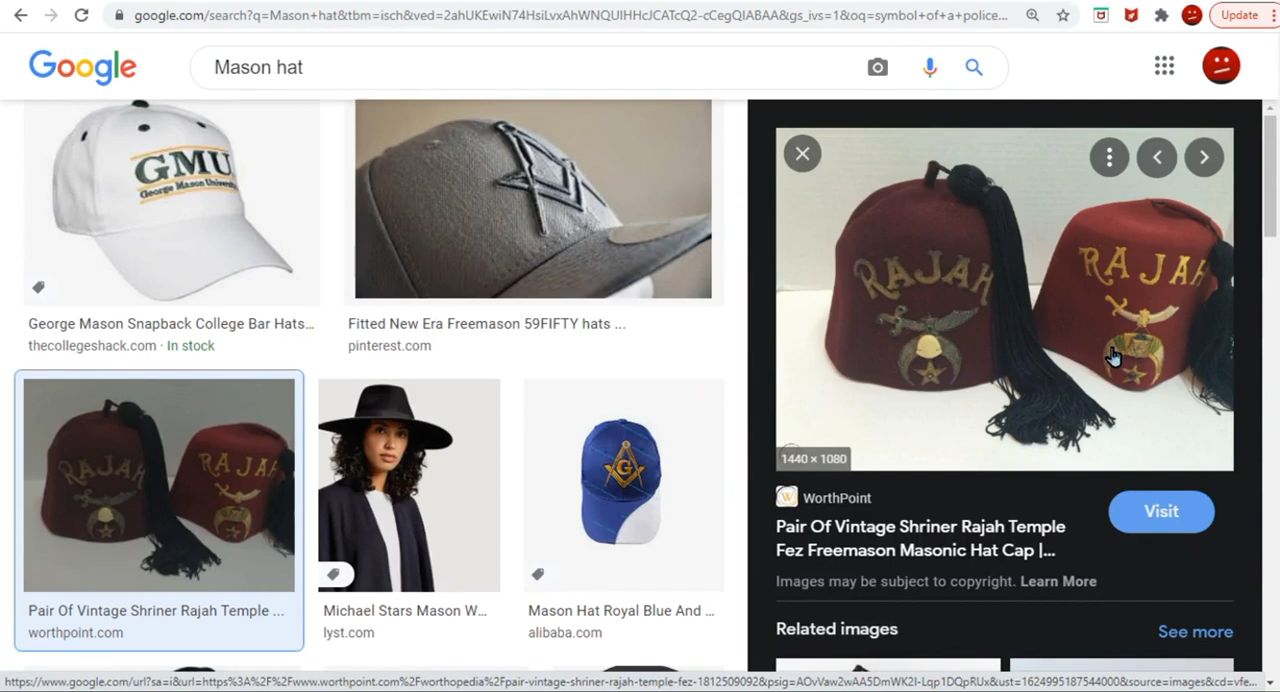 google.com/search?q=Mason+hat&tbm=isch&ved=2ahUKEwiN74HsiLvxAhWNQUIHHcJCATcQ2-cCegQIABAA&gs_ivs=1&oq=symbol+of+a+police...
Update
Google
Mason hat
GMU
George Mason University
George Mason Snapback College Bar Hats...
thecollegeshack.com · In stock
Fitted New Era Freemason 59FIFTY hats ...
pinterest.com
RAJAH
RAJAH
1440 × 1080
W WorthPoint
Visit
Pair Of Vintage Shriner Rajah Temple
Fez Freemason Masonic Hat Cap |...
Images may be subject to copyright. Learn More
Related images
See more
RAJAH
RAJAH
G
Pair Of Vintage Shriner Rajah Temple ...
worthpoint.com
Michael Stars Mason W...
lyst.com
Mason Hat Royal Blue And ...
alibaba.com
https://www.google.com/url?sa=i&url=https%3A%2F%2Fwww.worthpoint.com%2Fworthopedia%2Fpair-vintage-shriner-rajah-temple-fez-1812509092&psig=AOvVaw2wAA5DmWK2I-Lqp1DQpRUx&ust=1624995187544000&source=images&cd=vfe...